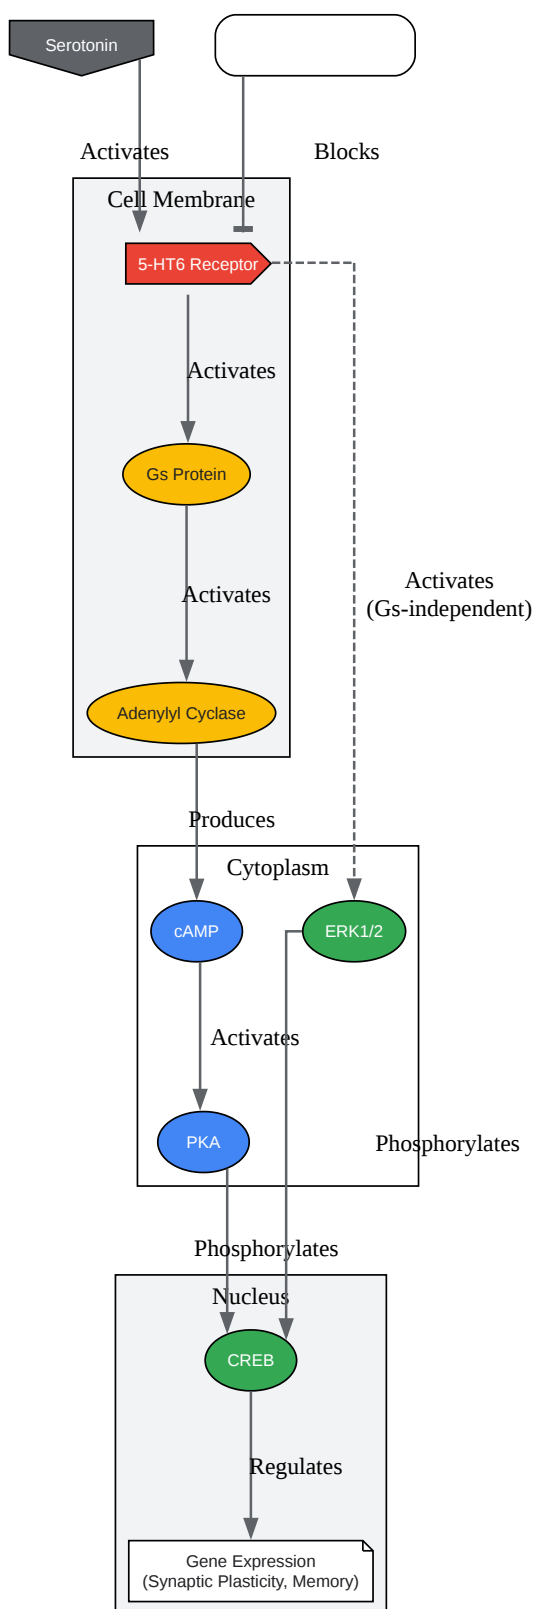 Serotonin
Activates
Blocks
Cell Membrane
5-HT6 Receptor
Activates
Gs Protein
Activates
(Gs-independent)
Activates
Adenylyl Cyclase
Produces
Cytoplasm
cAMP
ERK1/2
Activates
PKA
Phosphorylates
Phosphorylates
Nucleus
CREB
Regulates
Gene Expression
(Synaptic Plasticity, Memory)